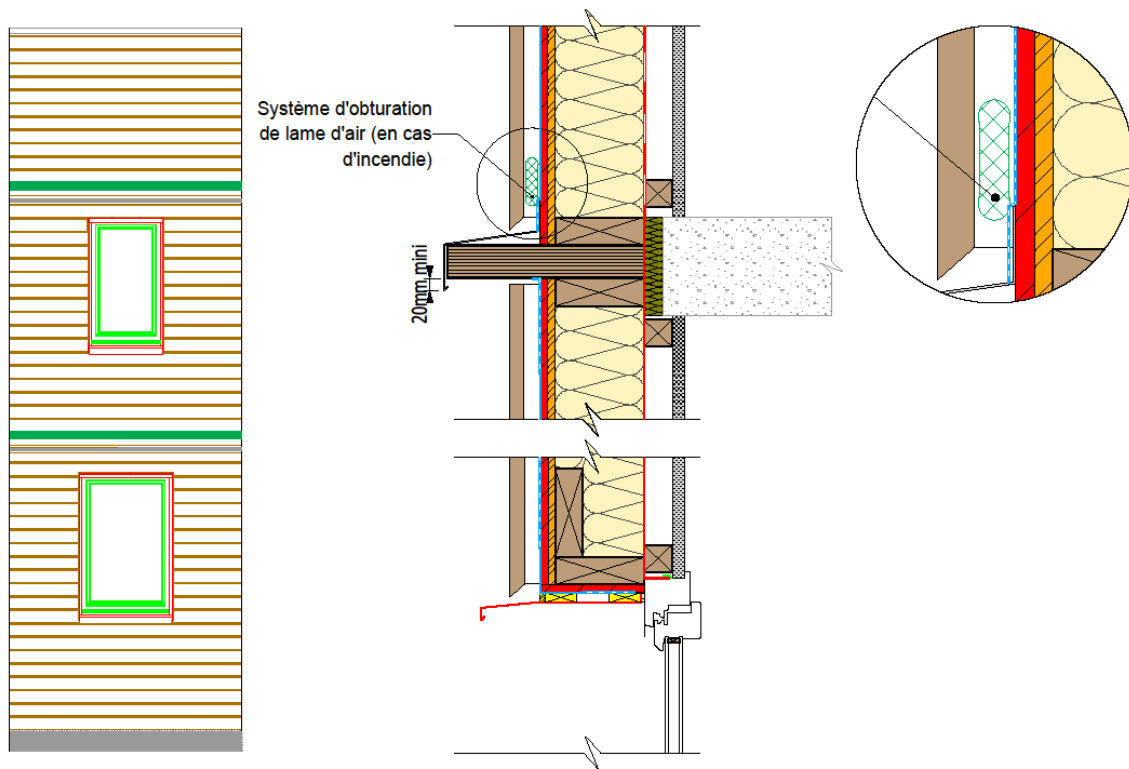 Système d'obturation
de lame d'air (en cas
d'incendie)
20mm mini